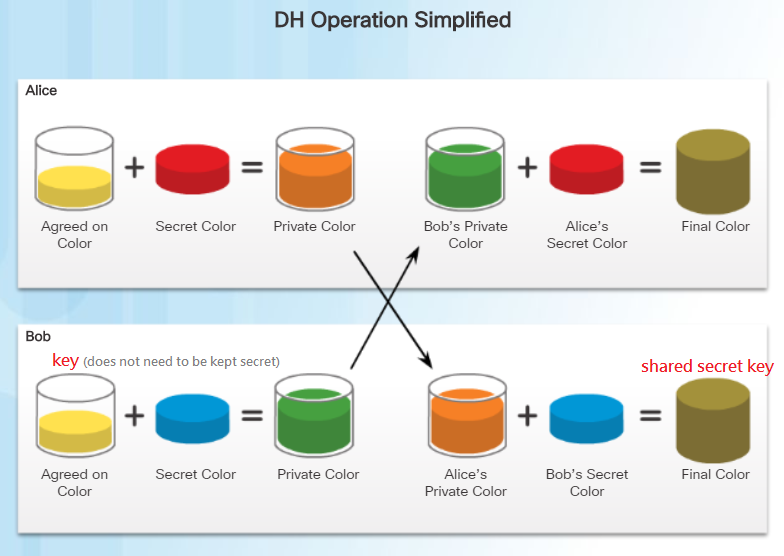 DH Operation Simplified
Alice
+ = + =
Agreed on
Color
Secret Color
Private Color
Bob's Private
Color
Alice's
Secret Color
Final Color
Bob
key (does not need to be kept secret)
shared secret key
+ = + =
Agreed on
Color
Secret Color
Private Color
Alice's
Private Color
Bob's Secret
Color
Final Color